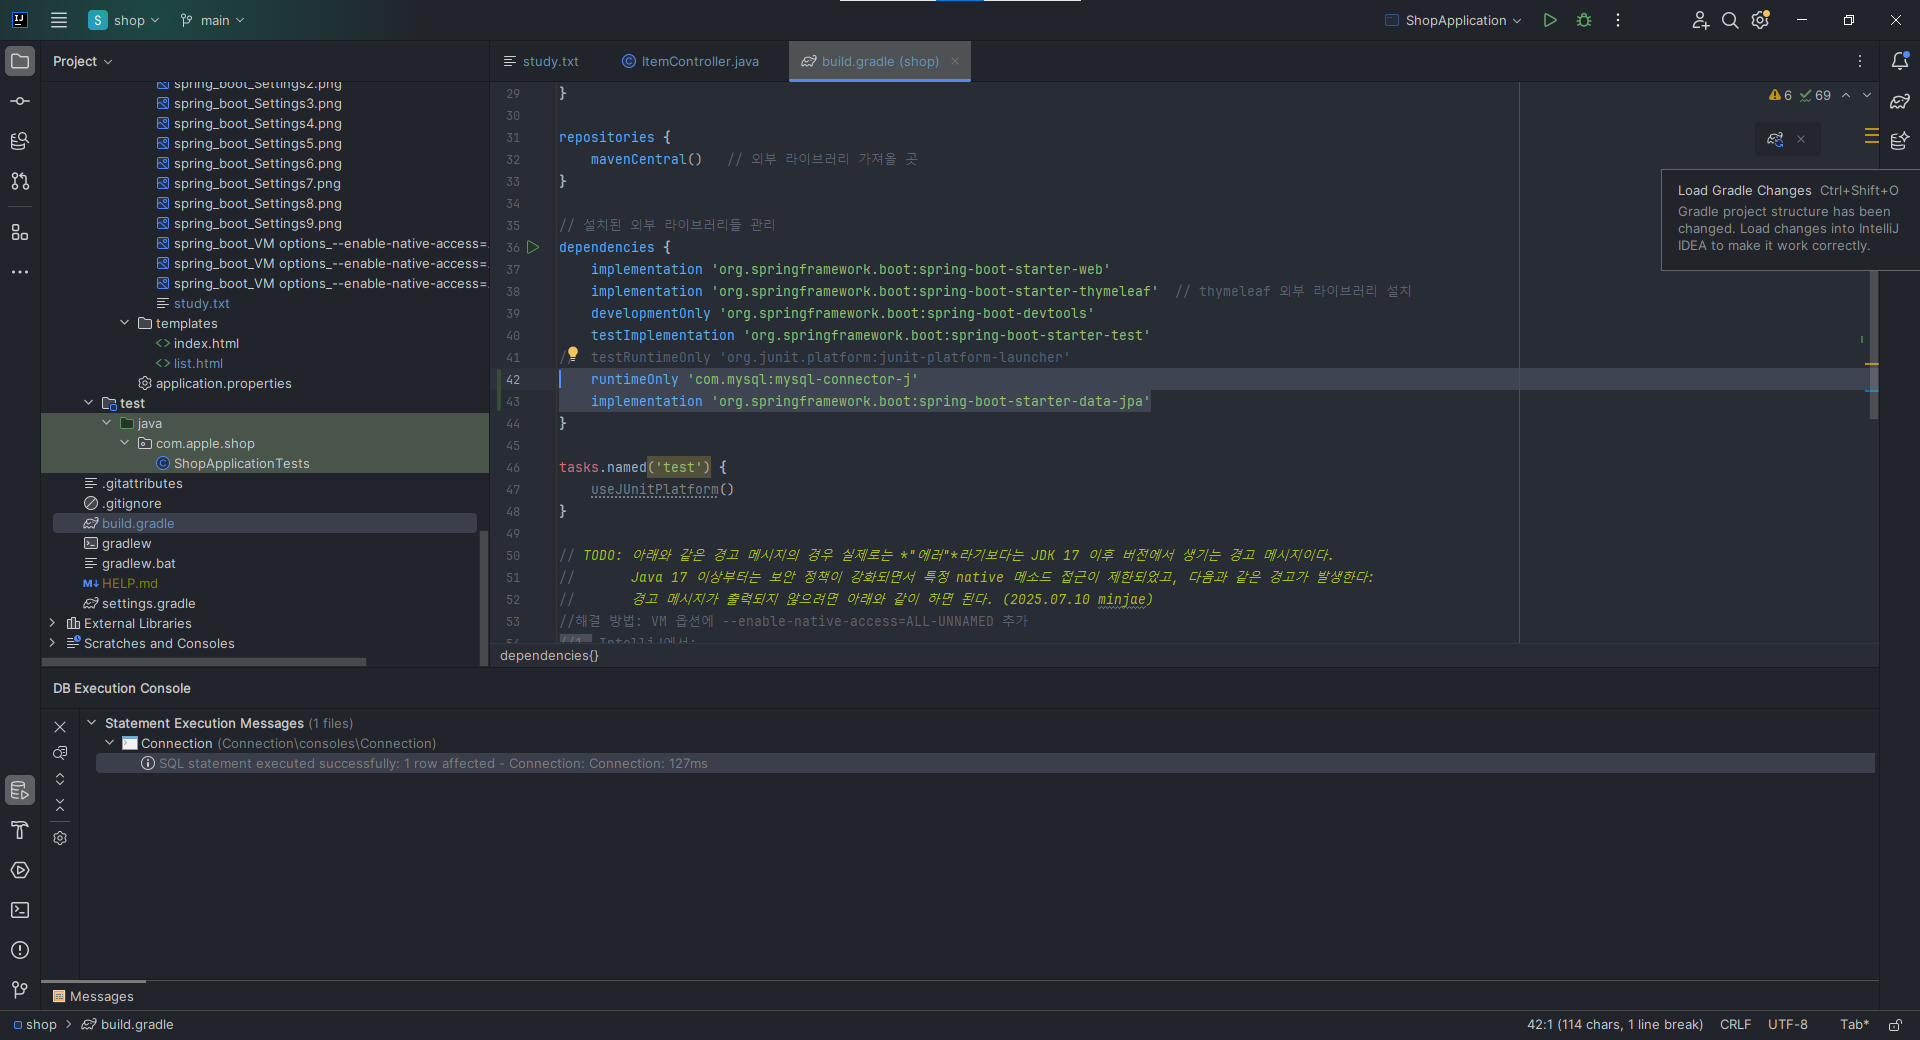 S shop main ShopApplication
Project
study.txt ItemController.java build.gradle (shop)
spring_boot_Settings2.png
spring_boot_Settings3.png
spring_boot_Settings4.png
spring_boot_Settings5.png
spring_boot_Settings6.png
spring_boot_Settings7.png
spring_boot_Settings8.png
spring_boot_Settings9.png
spring_boot_VM options_--enable-native-access=.
spring_boot_VM options_--enable-native-access=.
spring_boot_VM options_--enable-native-access=.
study.txt
templates
index.html
list.html
application.properties
test
java
com.apple.shop
ShopApplicationTests
.gitattributes
.gitignore
build.gradle
gradlew
gradlew.bat
HELP.md
settings.gradle
External Libraries
Scratches and Consoles
6 69
29 }
30
31 repositories {
32 mavenCentral() // 외부 라이브러리 가져올 곳
33 }
34
35 // 설치된 외부 라이브러리들 관리
36 dependencies {
37 implementation 'org.springframework.boot:spring-boot-starter-web'
38 implementation 'org.springframework.boot:spring-boot-starter-thymeleaf' // thymeleaf 외부 라이브러리 설치
39 developmentOnly 'org.springframework.boot:spring-boot-devtools'
40 testImplementation 'org.springframework.boot:spring-boot-starter-test'
41 / testRuntimeOnly 'org.junit.platform:junit-platform-launcher'
42 runtimeOnly 'com.mysql:mysql-connector-j'
43 implementation 'org.springframework.boot:spring-boot-starter-data-jpa'
44 }
45
46 tasks.named('test') {
47 useJUnitPlatform()
48 }
49
50 // TODO: 아래와 같은 경고 메시지의 경우 실제로는 *"에러"*라기보다는 JDK 17 이후 버전에서 생기는 경고 메시지이다.
51 // Java 17 이상부터는 보안 정책이 강화되면서 특정 native 메소드 접근이 제한되었고, 다음과 같은 경고가 발생한다:
52 // 경고 메시지가 출력되지 않으려면 아래와 같이 하면 된다. (2025.07.10 minjae)
53 //해결 방법: VM 옵션에 --enable-native-access=ALL-UNNAMED 추가
54 //1. IntelliJ에서:
Load Gradle Changes Ctrl+Shift+O
Gradle project structure has been
changed. Load changes into IntelliJ
IDEA to make it work correctly.
dependencies{}
DB Execution Console
Statement Execution Messages (1 files)
Connection (Connection\consoles\Connection)
SQL statement executed successfully: 1 row affected - Connection: Connection: 127ms
Messages
shop > build.gradle
42:1 (114 chars, 1 line break) CRLF UTF-8 Tab*